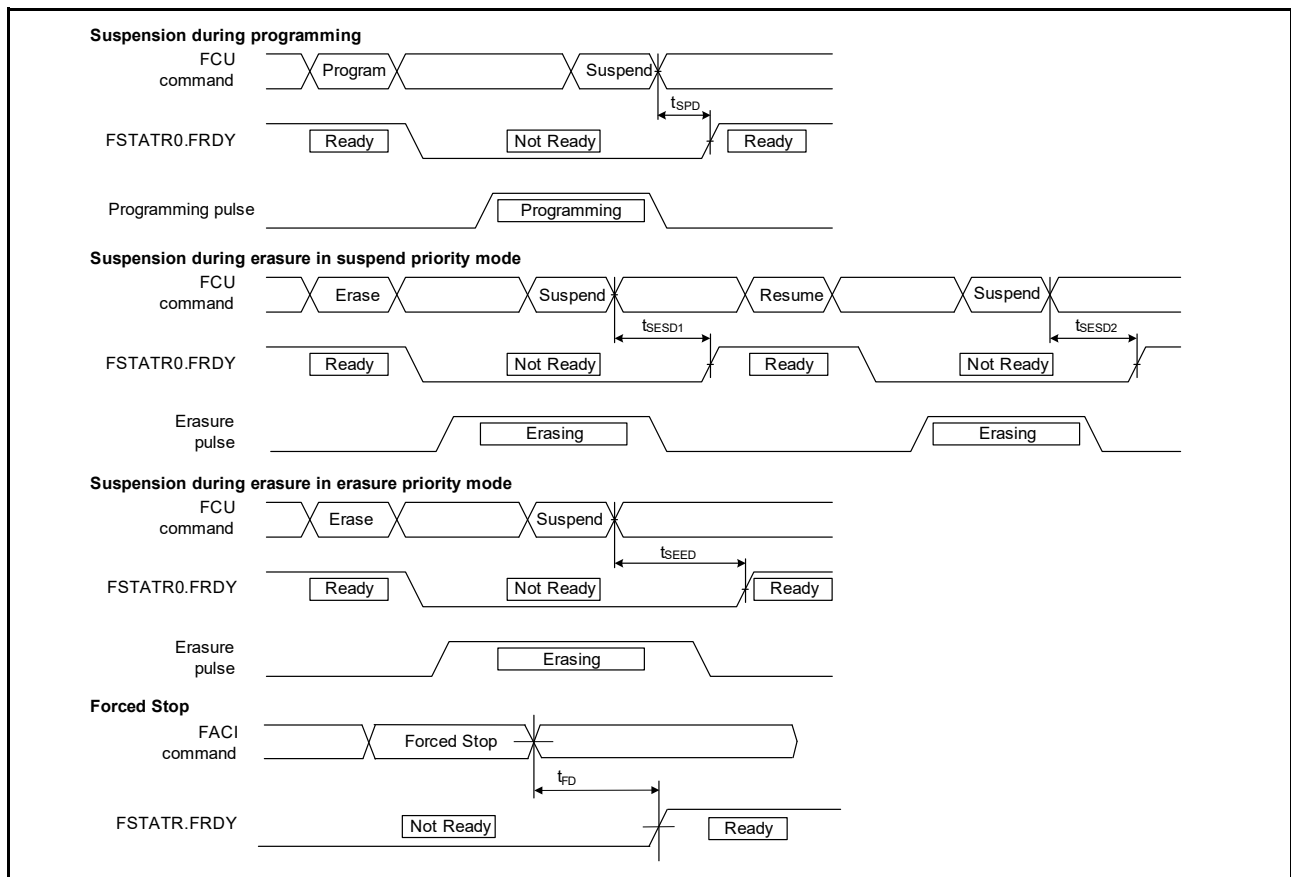 Suspension during programming
FCU
command
Program
Suspend
tSPD
FSTATR0.FRDY
Ready
Not Ready
Ready
Programming pulse
Programming
Suspension during erasure in suspend priority mode
FCU
command
Erase
Suspend
Resume
Suspend
tSESD1
tSESD2
FSTATR0.FRDY
Ready
Not Ready
Ready
Not Ready
Erasure
pulse
Erasing
Erasing
Suspension during erasure in erasure priority mode
FCU
command
Erase
Suspend
tSEED
FSTATR0.FRDY
Ready
Not Ready
Ready
Erasure
pulse
Erasing
Forced Stop
FACI
command
Forced Stop
tFD
FSTATR.FRDY
Not Ready
Ready